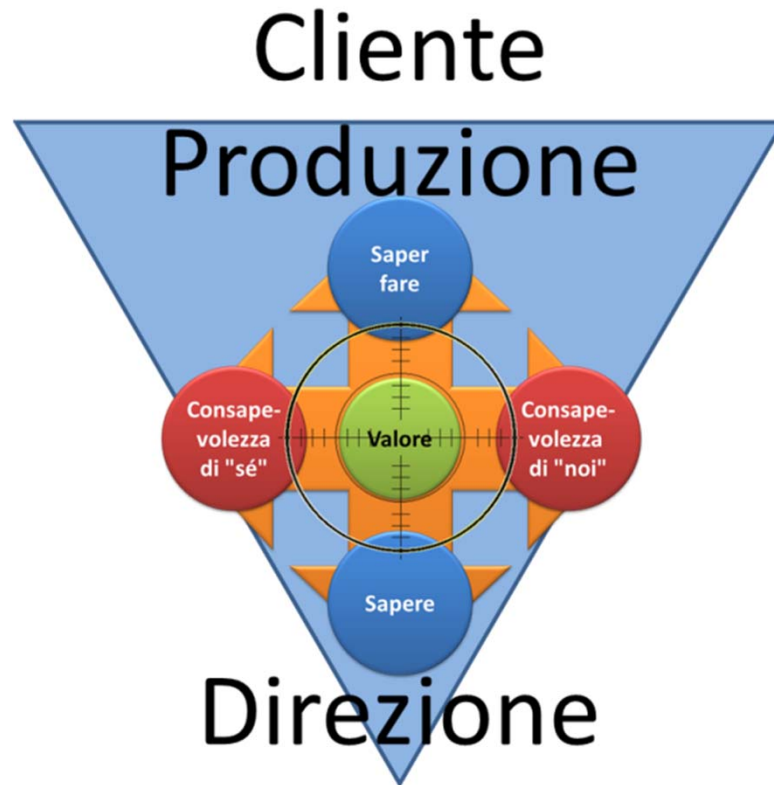 Cliente
Produzione
Saper
fare
Consape-
volezza
di "sé"
Valore
Consape-
volezza
di "noi"
Sapere
Direzione